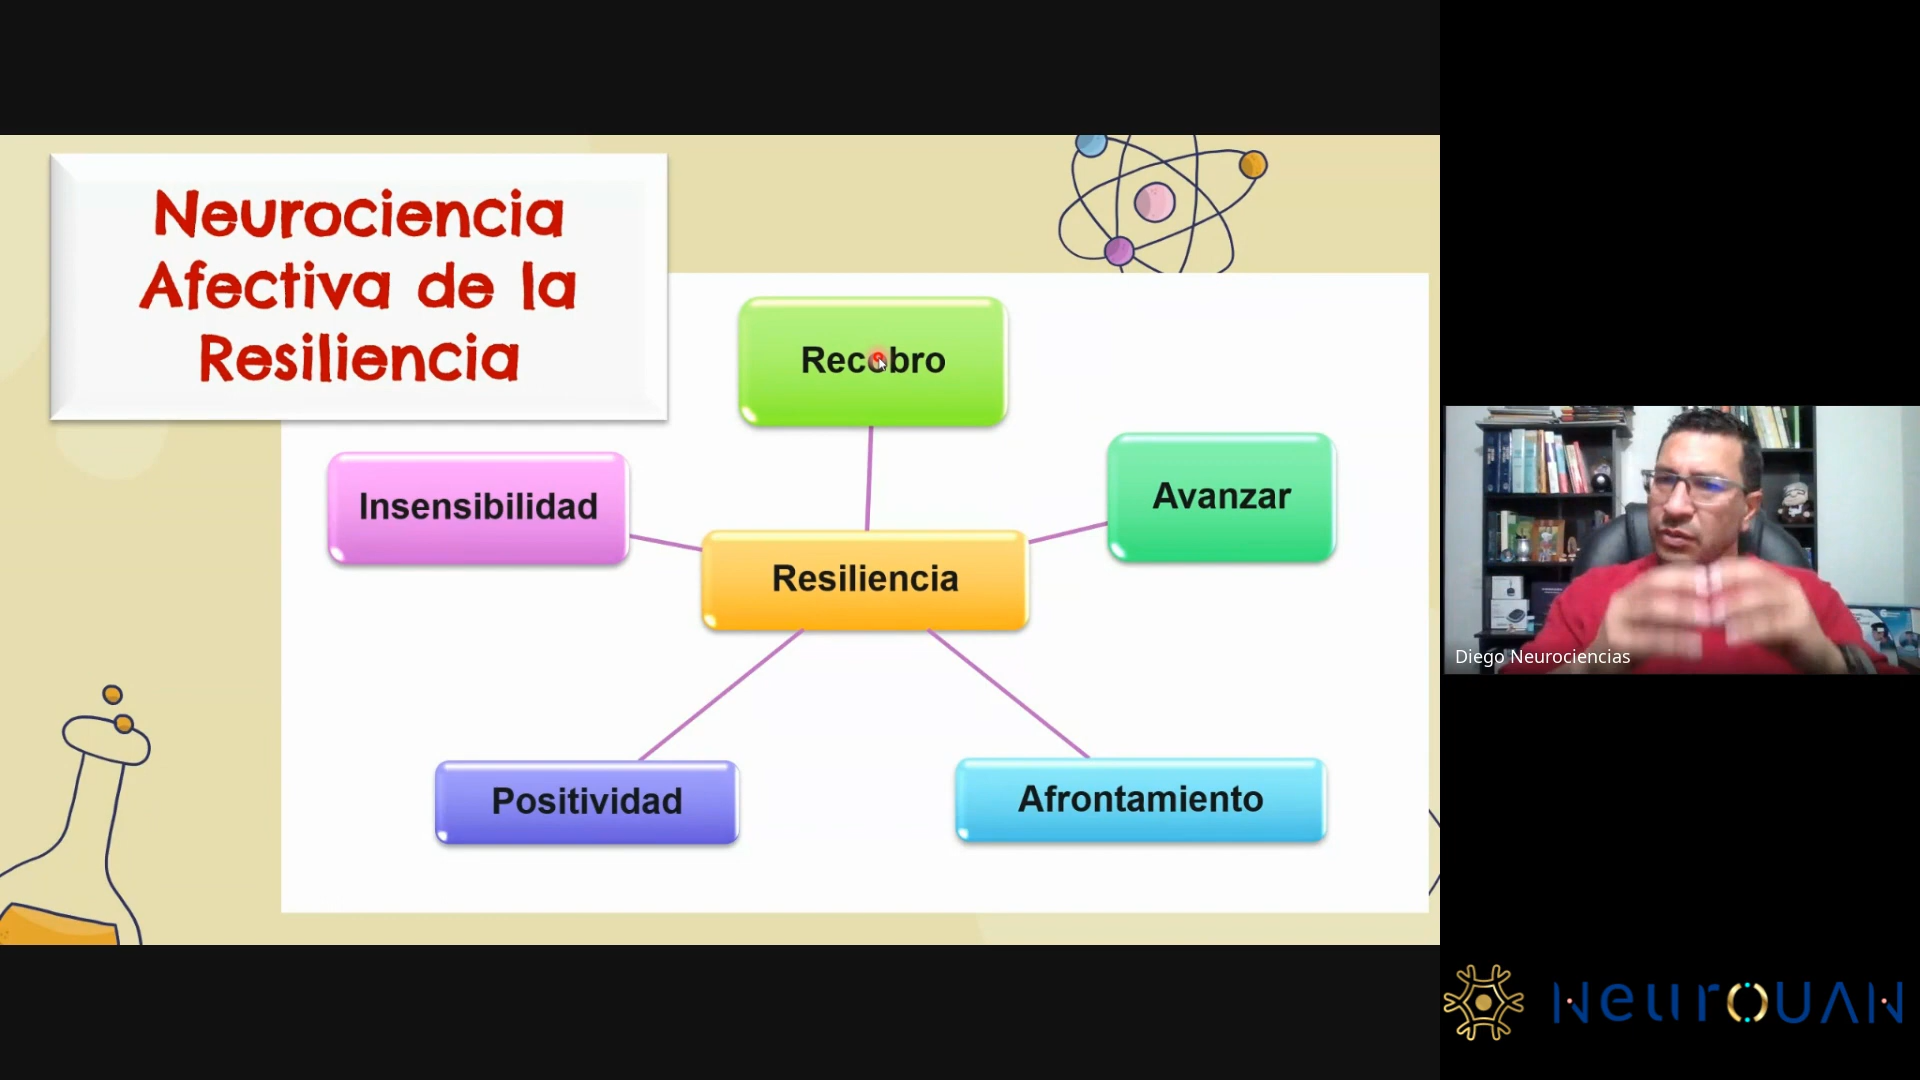 Neurociencia
Afectiva de la
Resiliencia
Recobro
Insensibilidad
Avanzar
Resiliencia
Positividad
Afrontamiento
Diego Neurociencias
NeurOUAN